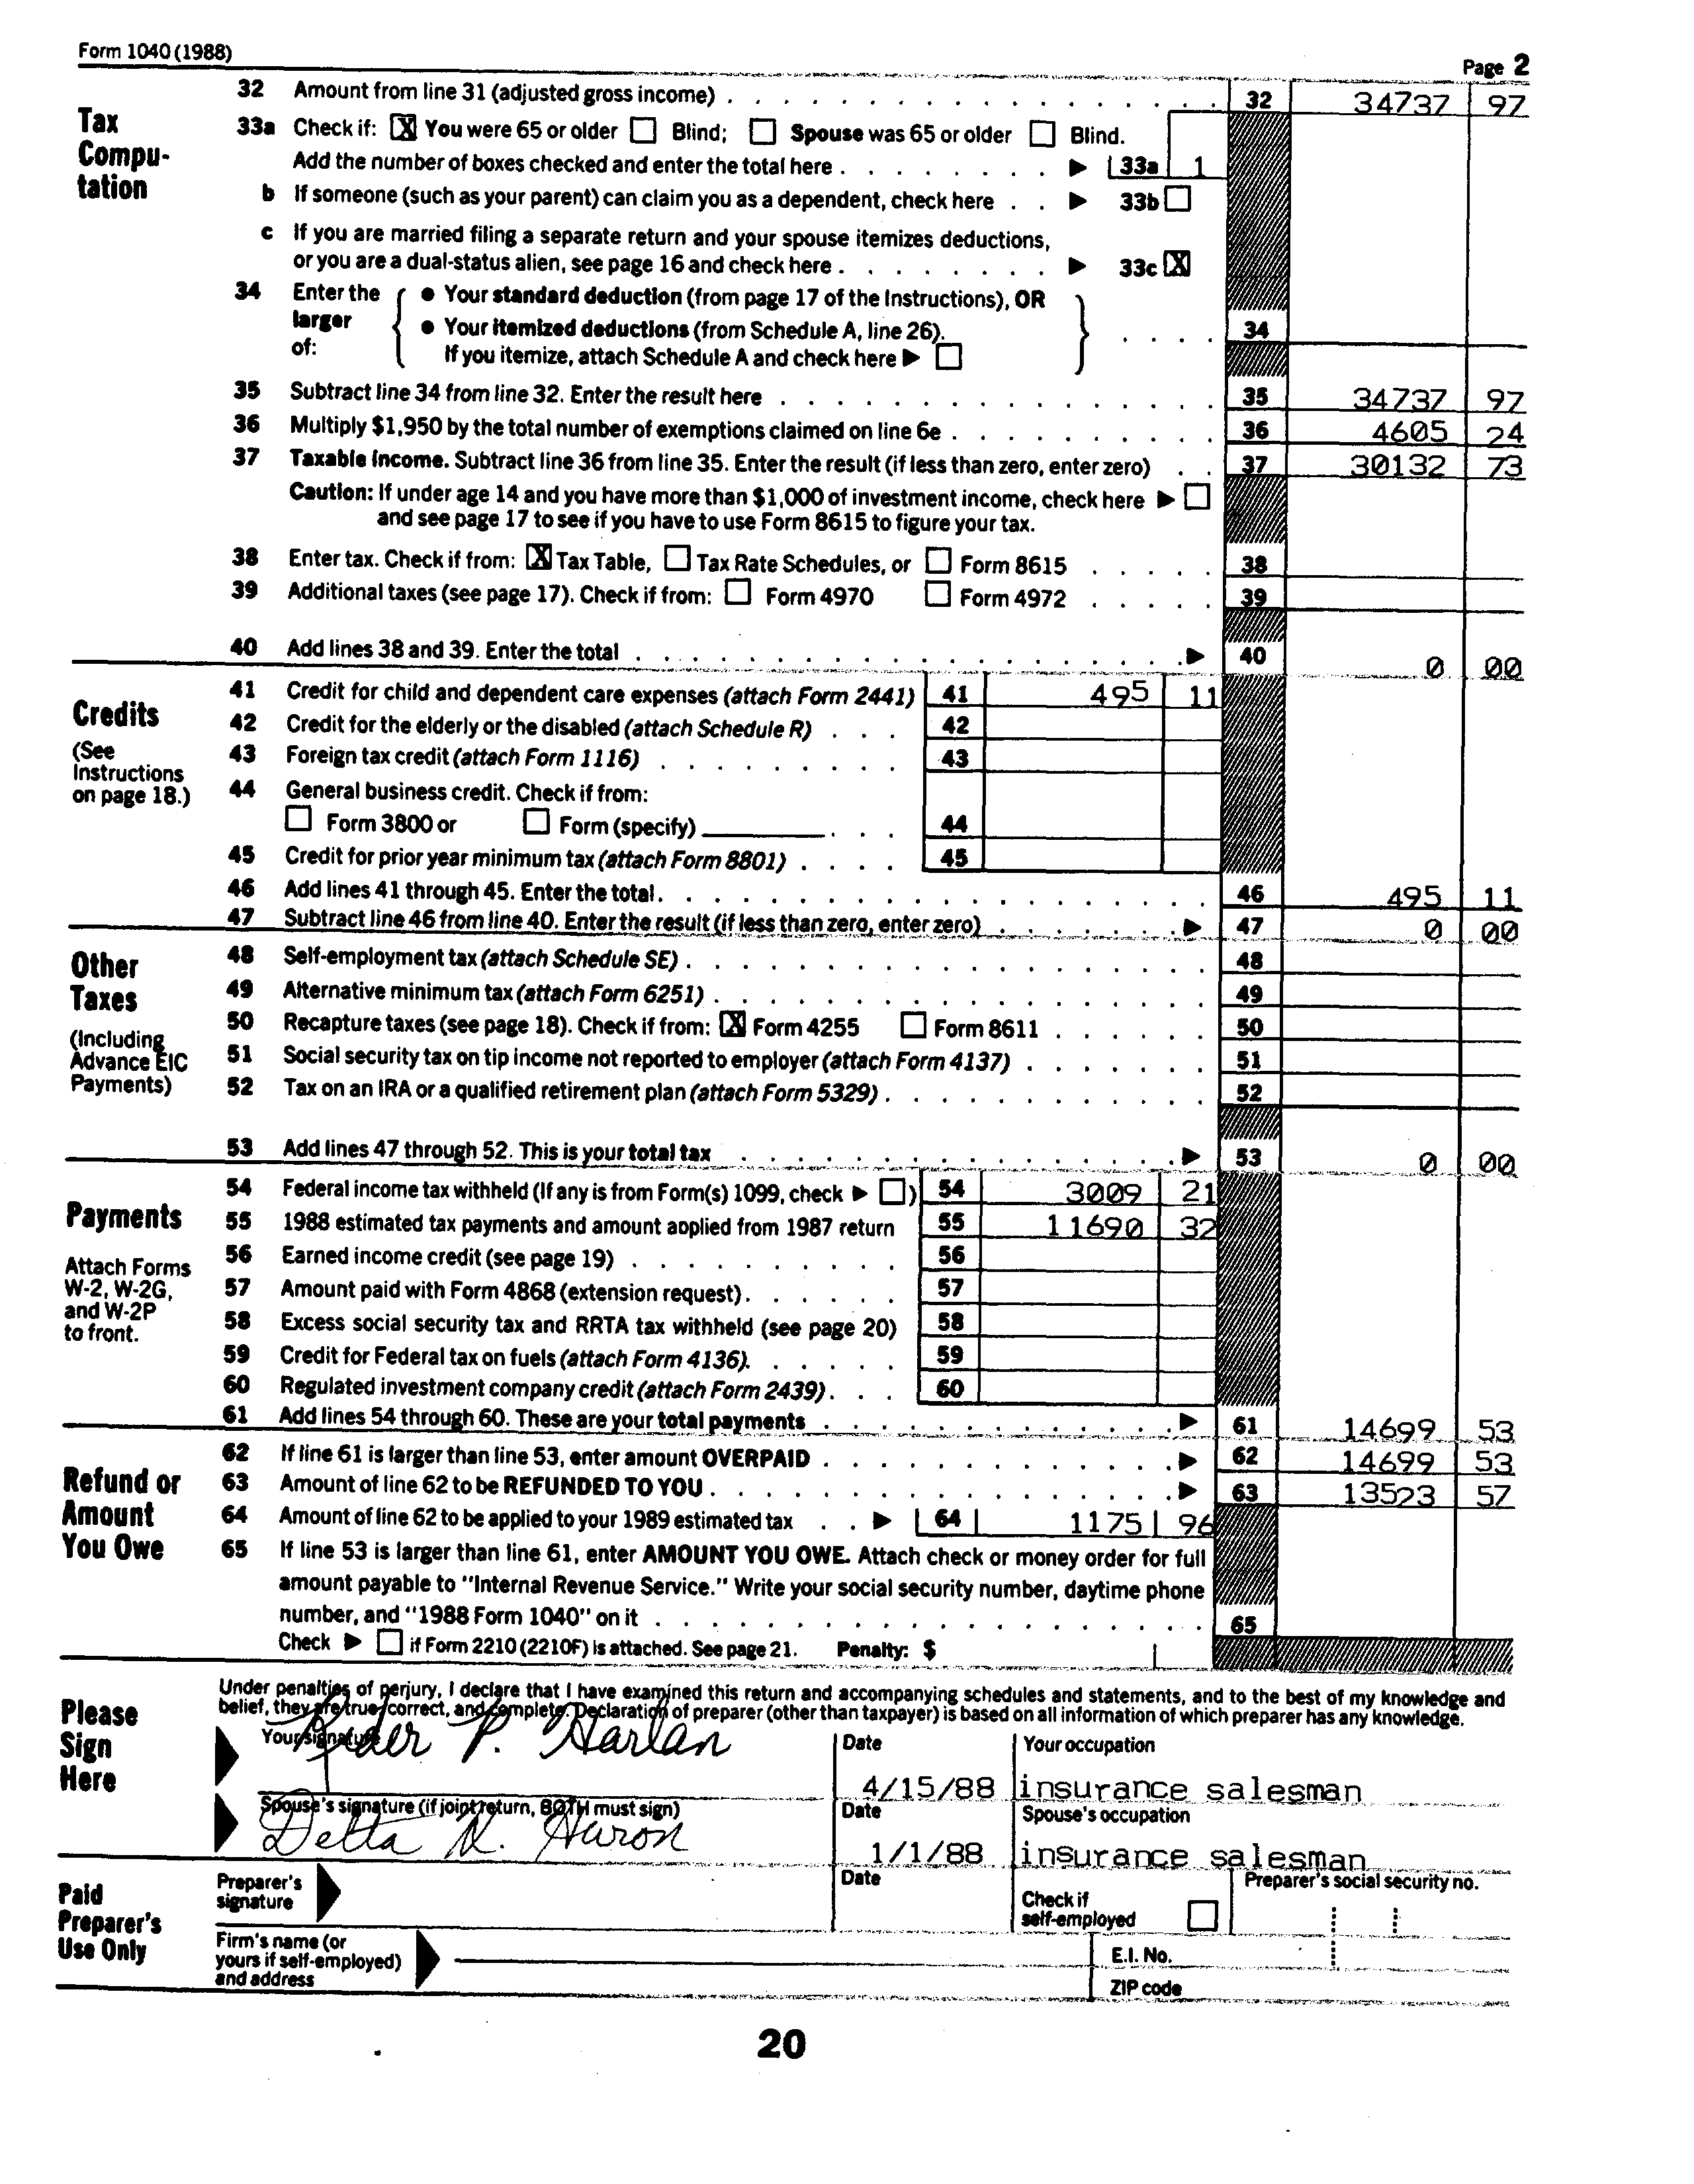 Form 1040 (1988) Page 2
Tax Compu-tation
32 Amount from line 31 (adjusted gross income) 32 34737 97
33a Check if: [X] You were 65 or older [ ] Blind; [ ] Spouse was 65 or older [ ] Blind.
Add the number of boxes checked and enter the total here 33a 1
b If someone (such as your parent) can claim you as a dependent, check here 33b [ ]
c If you are married filing a separate return and your spouse itemizes deductions,
or you are a dual-status alien, see page 16 and check here 33c [X]
34 Enter the larger of: • Your standard deduction (from page 17 of the Instructions), OR
• Your itemized deductions (from Schedule A, line 26). 34
If you itemize, attach Schedule A and check here ▶ [ ]
35 Subtract line 34 from line 32. Enter the result here 35 34737 97
36 Multiply $1,950 by the total number of exemptions claimed on line 6e 36 4605 24
37 Taxable income. Subtract line 36 from line 35. Enter the result (if less than zero, enter zero) 37 30132 73
Caution: If under age 14 and you have more than $1,000 of investment income, check here ▶ [ ]
and see page 17 to see if you have to use Form 8615 to figure your tax.
38 Enter tax. Check if from: [X] Tax Table, [ ] Tax Rate Schedules, or [ ] Form 8615 38
39 Additional taxes (see page 17). Check if from: [ ] Form 4970 [ ] Form 4972 39
40 Add lines 38 and 39. Enter the total ▶ 40 0 00
Credits
(See Instructions on page 18.)
41 Credit for child and dependent care expenses (attach Form 2441) 41 495 11
42 Credit for the elderly or the disabled (attach Schedule R) 42
43 Foreign tax credit (attach Form 1116) 43
44 General business credit. Check if from:
[ ] Form 3800 or [ ] Form (specify) 44
45 Credit for prior year minimum tax (attach Form 8801) 45
46 Add lines 41 through 45. Enter the total 46 495 11
47 Subtract line 46 from line 40. Enter the result (if less than zero, enter zero) ▶ 47 0 00
Other Taxes
(Including Advance EIC Payments)
48 Self-employment tax (attach Schedule SE) 48
49 Alternative minimum tax (attach Form 6251) 49
50 Recapture taxes (see page 18). Check if from: [X] Form 4255 [ ] Form 8611 50
51 Social security tax on tip income not reported to employer (attach Form 4137) 51
52 Tax on an IRA or a qualified retirement plan (attach Form 5329) 52
53 Add lines 47 through 52. This is your total tax ▶ 53 0 00
Payments
Attach Forms W-2, W-2G, and W-2P to front.
54 Federal income tax withheld (If any is from Form(s) 1099, check ▶ [ ]) 54 3009 21
55 1988 estimated tax payments and amount applied from 1987 return 55 11690 32
56 Earned income credit (see page 19) 56
57 Amount paid with Form 4868 (extension request) 57
58 Excess social security tax and RRTA tax withheld (see page 20) 58
59 Credit for Federal tax on fuels (attach Form 4136). 59
60 Regulated investment company credit (attach Form 2439) 60
61 Add lines 54 through 60. These are your total payments ▶ 61 14699 53
Refund or Amount You Owe
62 If line 61 is larger than line 53, enter amount OVERPAID ▶ 62 14699 53
63 Amount of line 62 to be REFUNDED TO YOU ▶ 63 13523 57
64 Amount of line 62 to be applied to your 1989 estimated tax ▶ 64 1175 96
65 If line 53 is larger than line 61, enter AMOUNT YOU OWE. Attach check or money order for full
amount payable to "Internal Revenue Service." Write your social security number, daytime phone
number, and "1988 Form 1040" on it 65
Check ▶ [ ] if Form 2210 (2210F) is attached. See page 21. Penalty: $
Please Sign Here
Under penalties of perjury, I declare that I have examined this return and accompanying schedules and statements, and to the best of my knowledge and
belief, they are true, correct, and complete. Declaration of preparer (other than taxpayer) is based on all information of which preparer has any knowledge.
Your signature Date Your occupation
P. Harlan 4/15/88 insurance salesman
Spouse's signature (if joint return, BOTH must sign) Date Spouse's occupation
Delta N. Huron 1/1/88 insurance salesman
Paid Preparer's Use Only
Preparer's signature Date Check if self-employed [ ] Preparer's social security no.
Firm's name (or yours if self-employed) and address E.I. No.
ZIP code
20